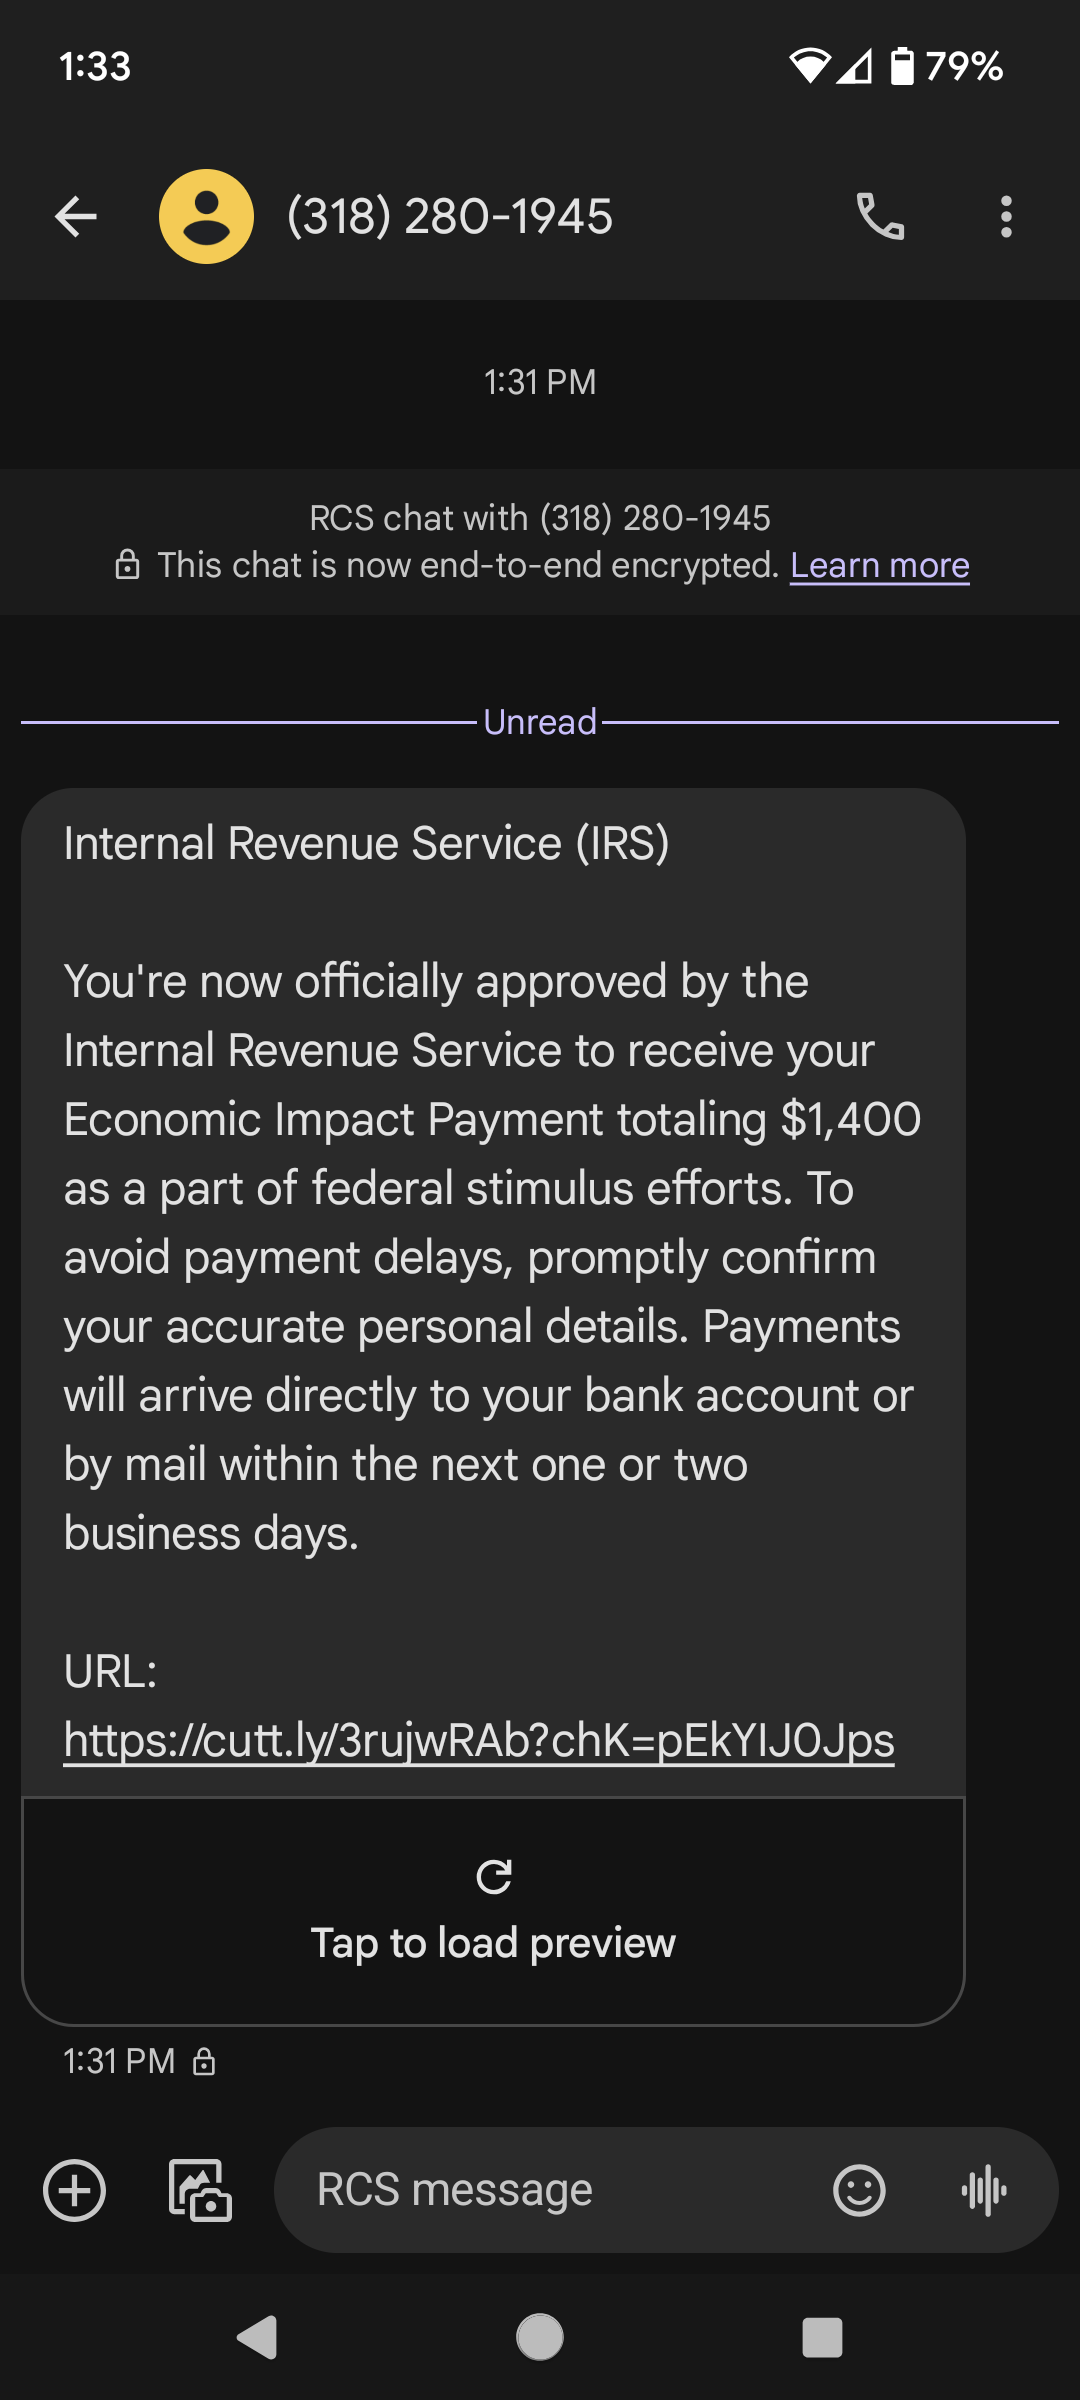 1:33
79%
(318) 280-1945
1:31 PM
RCS chat with (318) 280-1945
This chat is now end-to-end encrypted. Learn more
Unread
Internal Revenue Service (IRS)
You're now officially approved by the
Internal Revenue Service to receive your
Economic Impact Payment totaling $1,400
as a part of federal stimulus efforts. To
avoid payment delays, promptly confirm
your accurate personal details. Payments
will arrive directly to your bank account or
by mail within the next one or two
business days.
URL:
https://cutt.ly/3rujwRAb?chK=pEkYIJ0Jps
Tap to load preview
1:31 PM
RCS message